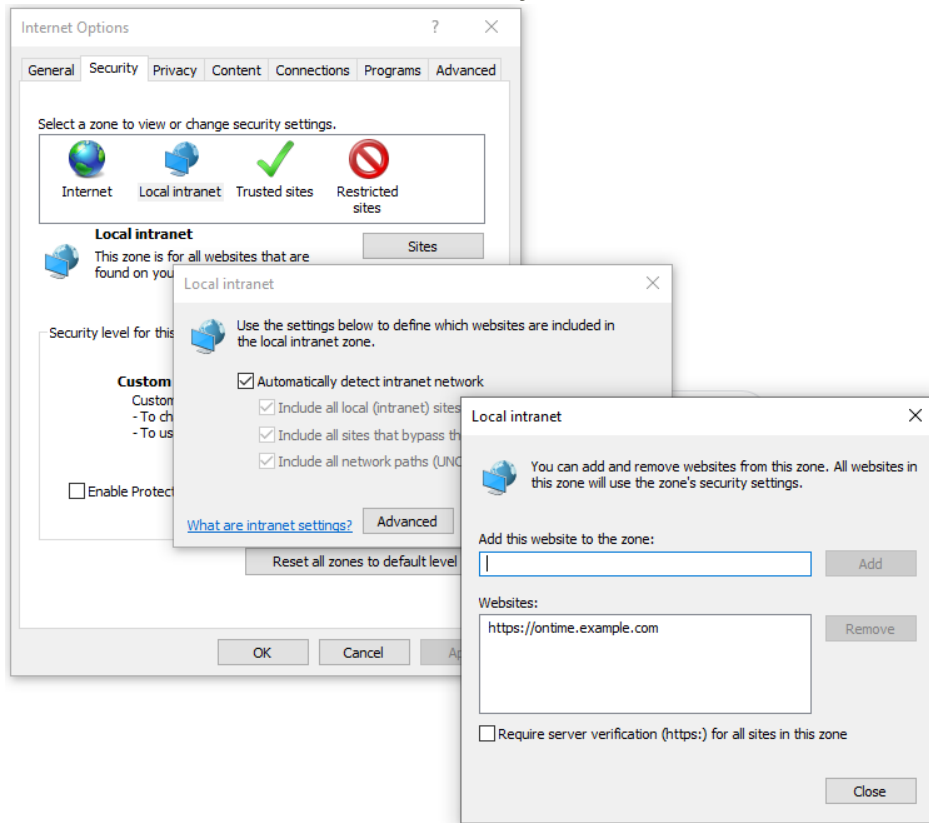 Internet Options
General Security Privacy Content Connections Programs Advanced
Select a zone to view or change security settings.
Internet Local intranet Trusted sites Restricted sites
Local intranet
This zone is for all websites that are
found on you
Sites
Local intranet
Use the settings below to define which websites are included in
the local intranet zone.
Security level for this
Custom
Custom
- To ch
- To us
Automatically detect intranet network
Include all local (intranet) sites
Include all sites that bypass th
Include all network paths (UNC
Enable Protect
What are intranet settings? Advanced
Reset all zones to default level
OK Cancel Ap
Local intranet
You can add and remove websites from this zone. All websites in
this zone will use the zone's security settings.
Add this website to the zone:
Add
Websites:
https://ontime.example.com
Remove
Require server verification (https:) for all sites in this zone
Close